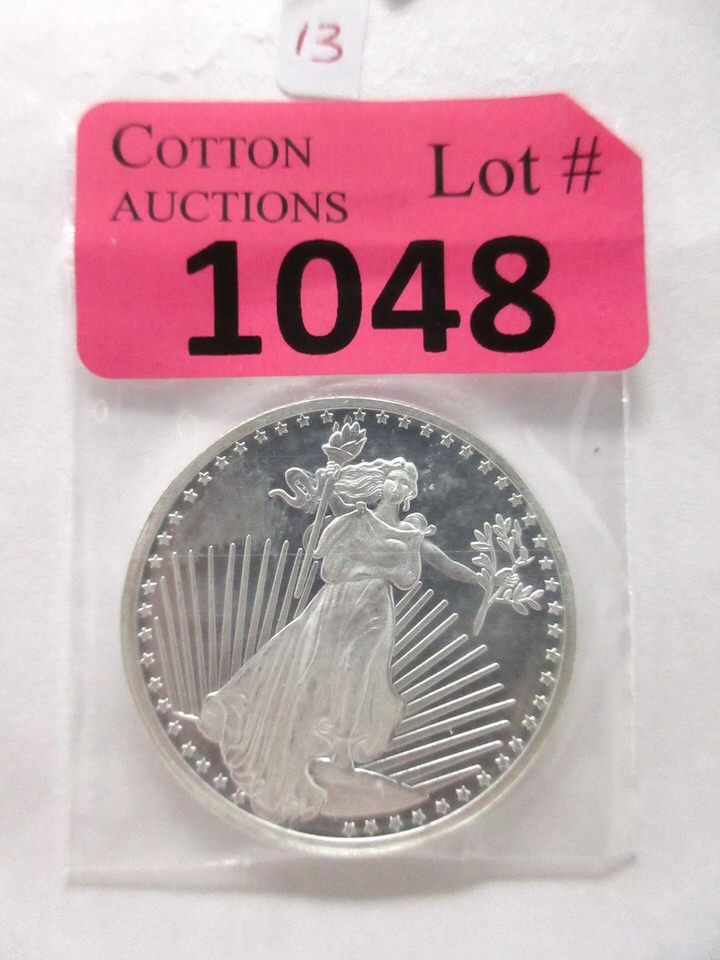 13
COTTON
AUCTIONS
Lot #
1048